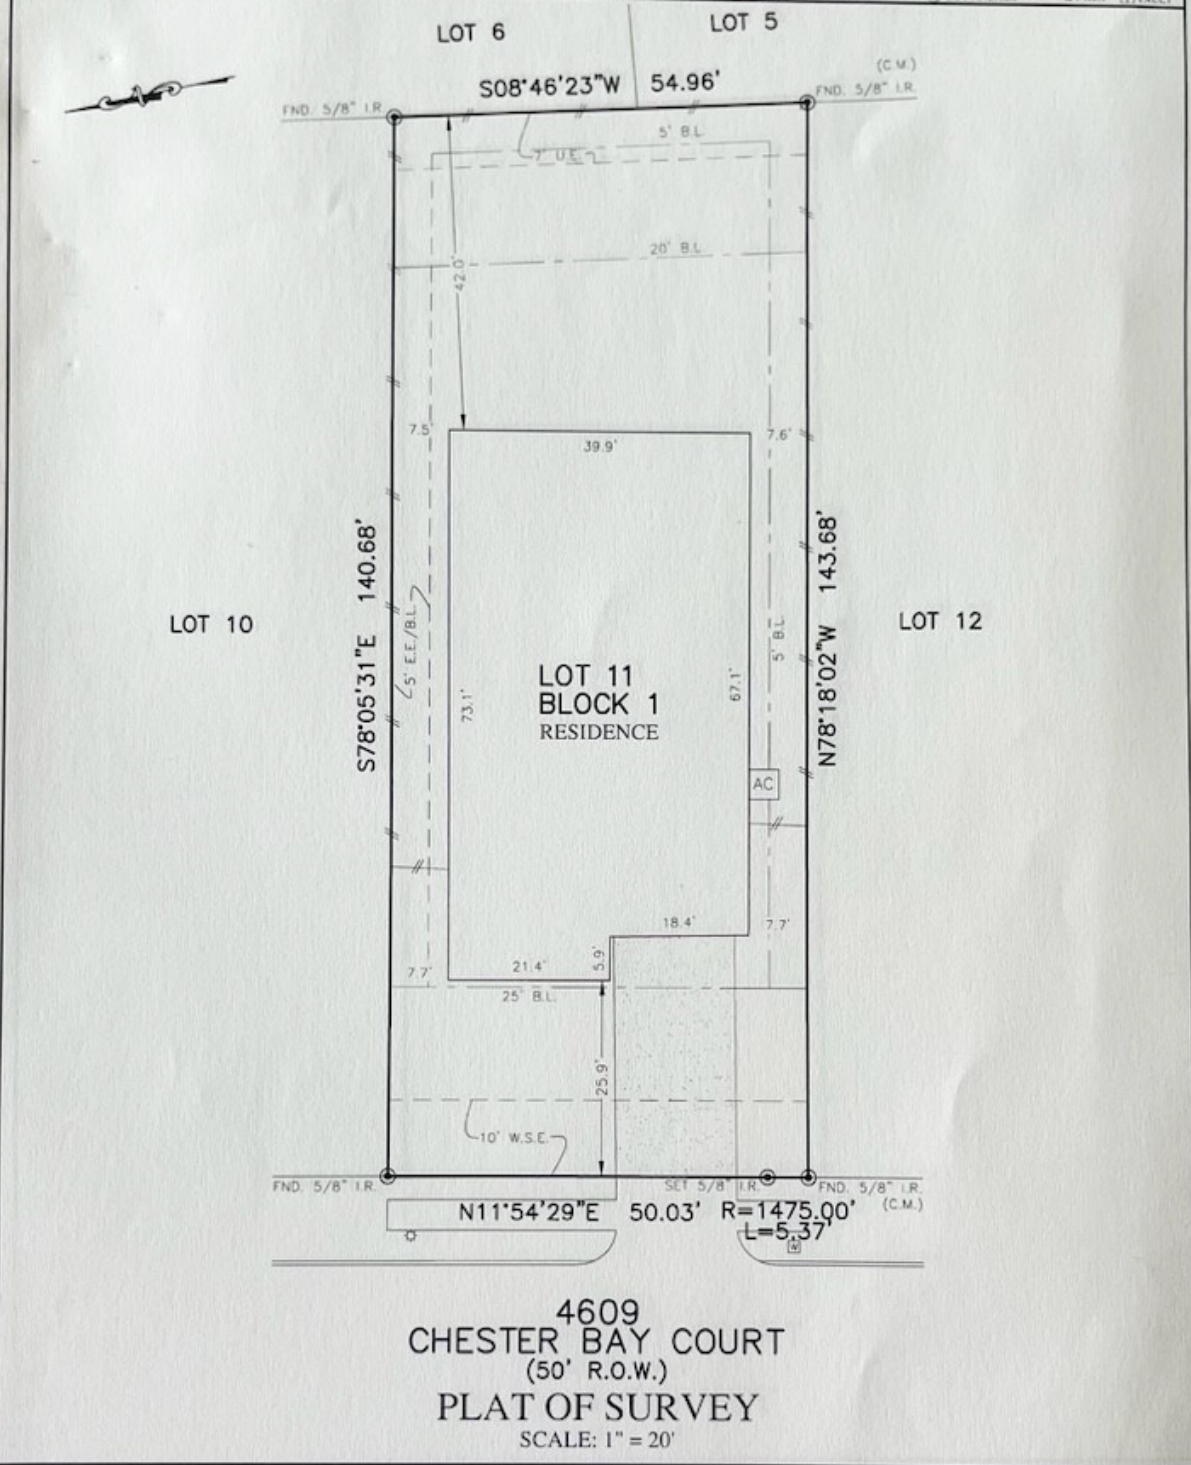 LOT 6
LOT 5
(C.M.)
S08°46'23"W 54.96'
FND. 5/8" I.R.
FND. 5/8" I.R.
5' B.L.
7' U.E.
20' B.L.
42.0'
7.5'
39.9'
7.6'
S78°05'31"E 140.68'
N78°18'02"W 143.68'
LOT 10
5' E.E./B.L.
73.1'
LOT 11
BLOCK 1
RESIDENCE
67.1'
5' B.L.
LOT 12
AC
18.4'
7.7'
5.9'
21.4'
7.7'
25' B.L.
25.9'
10' W.S.E.
FND. 5/8" I.R.
SET 5/8" I.R.
FND. 5/8" I.R.
(C.M.)
N11°54'29"E 50.03' R=1475.00'
L=5.37'
W
4609
CHESTER BAY COURT
(50' R.O.W.)
PLAT OF SURVEY
SCALE: 1" = 20'